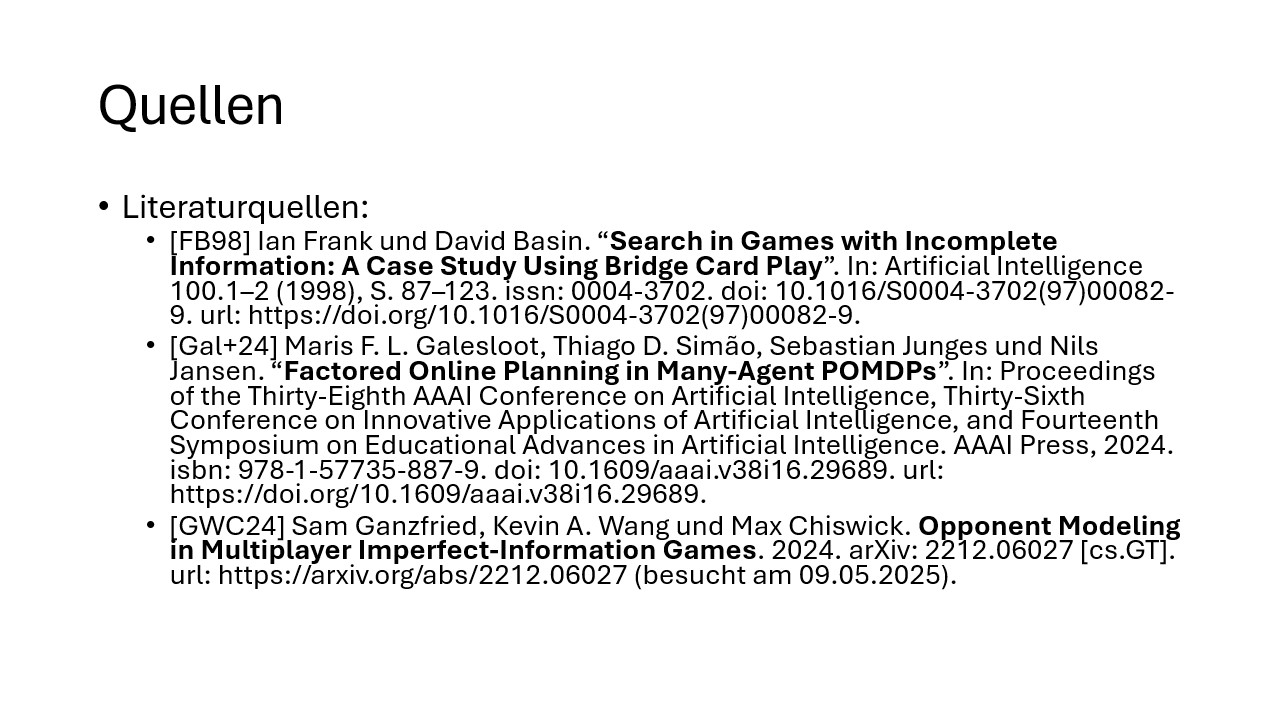 Quellen
• Literaturquellen:
• [FB98] Ian Frank und David Basin. “Search in Games with Incomplete
Information: A Case Study Using Bridge Card Play”. In: Artificial Intelligence
100.1–2 (1998), S. 87–123. issn: 0004-3702. doi: 10.1016/S0004-3702(97)00082-
9. url: https://doi.org/10.1016/S0004-3702(97)00082-9.
• [Gal+24] Maris F. L. Galesloot, Thiago D. Simão, Sebastian Junges und Nils
Jansen. “Factored Online Planning in Many-Agent POMDPs”. In: Proceedings
of the Thirty-Eighth AAAI Conference on Artificial Intelligence, Thirty-Sixth
Conference on Innovative Applications of Artificial Intelligence, and Fourteenth
Symposium on Educational Advances in Artificial Intelligence. AAAI Press, 2024.
isbn: 978-1-57735-887-9. doi: 10.1609/aaai.v38i16.29689. url:
https://doi.org/10.1609/aaai.v38i16.29689.
• [GWC24] Sam Ganzfried, Kevin A. Wang und Max Chiswick. Opponent Modeling
in Multiplayer Imperfect-Information Games. 2024. arXiv: 2212.06027 [cs.GT].
url: https://arxiv.org/abs/2212.06027 (besucht am 09.05.2025).